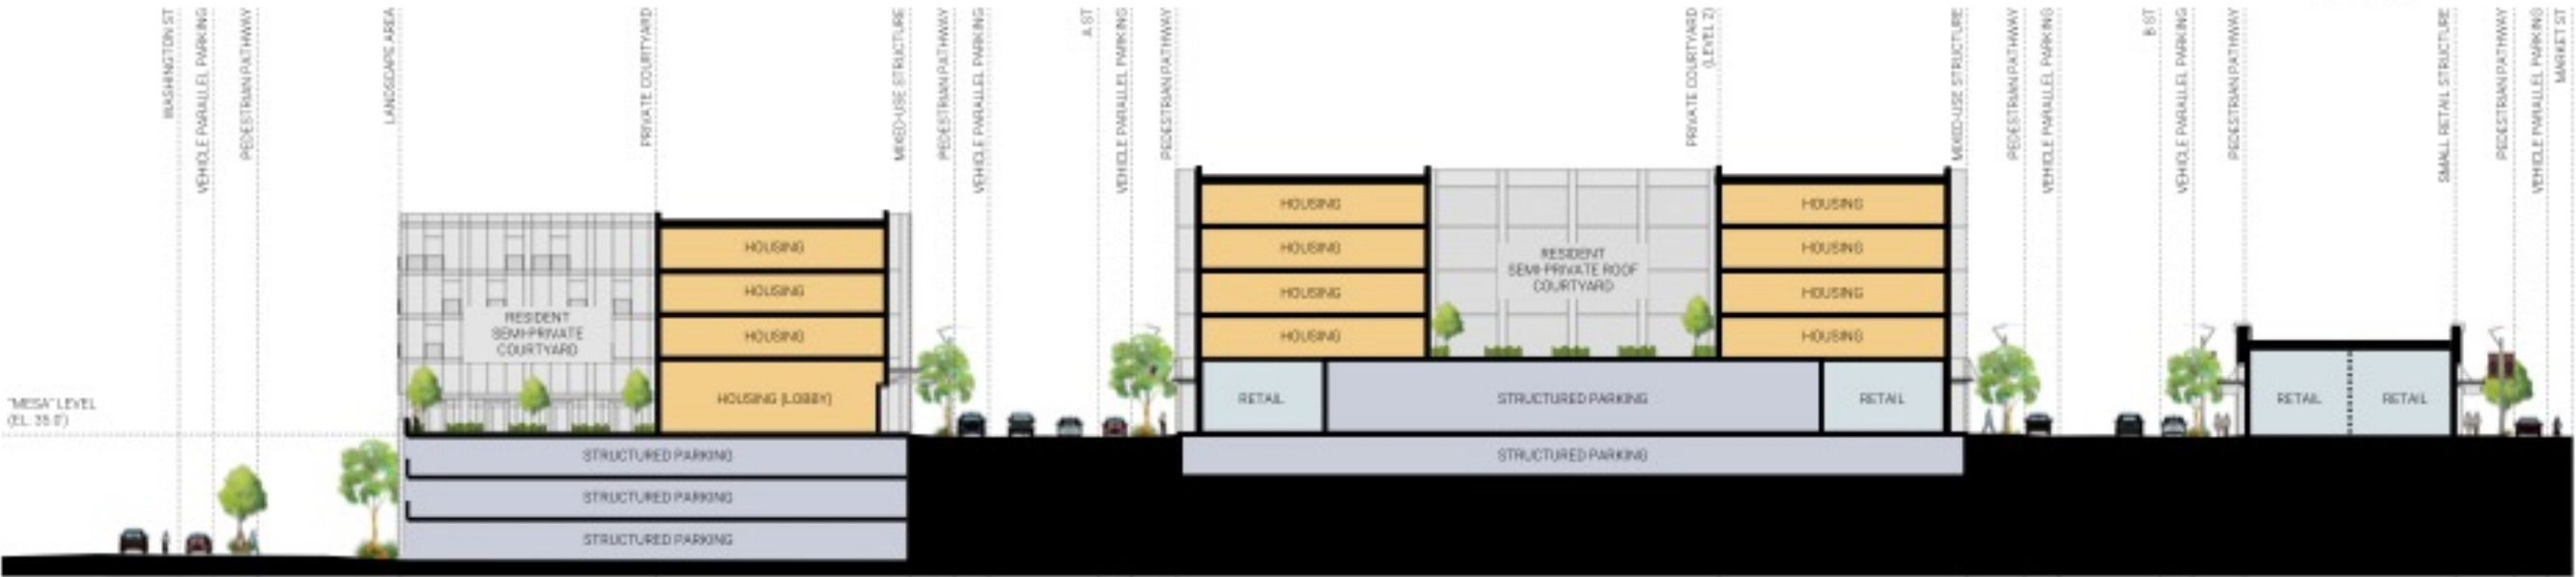 WASHINGTON ST
VEHICLE PARALLEL PARKING
PEDESTRIAN PATHWAY
LANDSCAPE AREA
PRIVATE COURTYARD
MIXED-USE STRUCTURE
PEDESTRIAN PATHWAY
VEHICLE PARALLEL PARKING
A ST
VEHICLE PARALLEL PARKING
PEDESTRIAN PATHWAY
PRIVATE COURTYARD
(LEVEL 2)
MIXED-USE STRUCTURE
PEDESTRIAN PATHWAY
VEHICLE PARALLEL PARKING
B ST
VEHICLE PARALLEL PARKING
PEDESTRIAN PATHWAY
SMALL RETAIL STRUCTURE
PEDESTRIAN PATHWAY
VEHICLE PARALLEL PARKING
MARKET ST
"MESA" LEVEL
(EL. 35.0')
RESIDENT
SEMI-PRIVATE
COURTYARD
HOUSING
HOUSING
HOUSING
HOUSING (LOBBY)
STRUCTURED PARKING
STRUCTURED PARKING
STRUCTURED PARKING
HOUSING
HOUSING
HOUSING
HOUSING
RESIDENT
SEMI-PRIVATE ROOF
COURTYARD
HOUSING
HOUSING
HOUSING
HOUSING
RETAIL
STRUCTURED PARKING
RETAIL
STRUCTURED PARKING
RETAIL
RETAIL